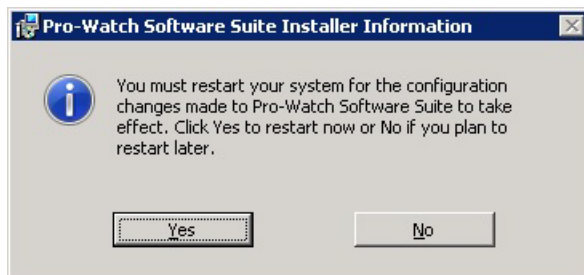 Pro-Watch Software Suite Installer Information
You must restart your system for the configuration
changes made to Pro-Watch Software Suite to take
effect. Click Yes to restart now or No if you plan to
restart later.
Yes
No